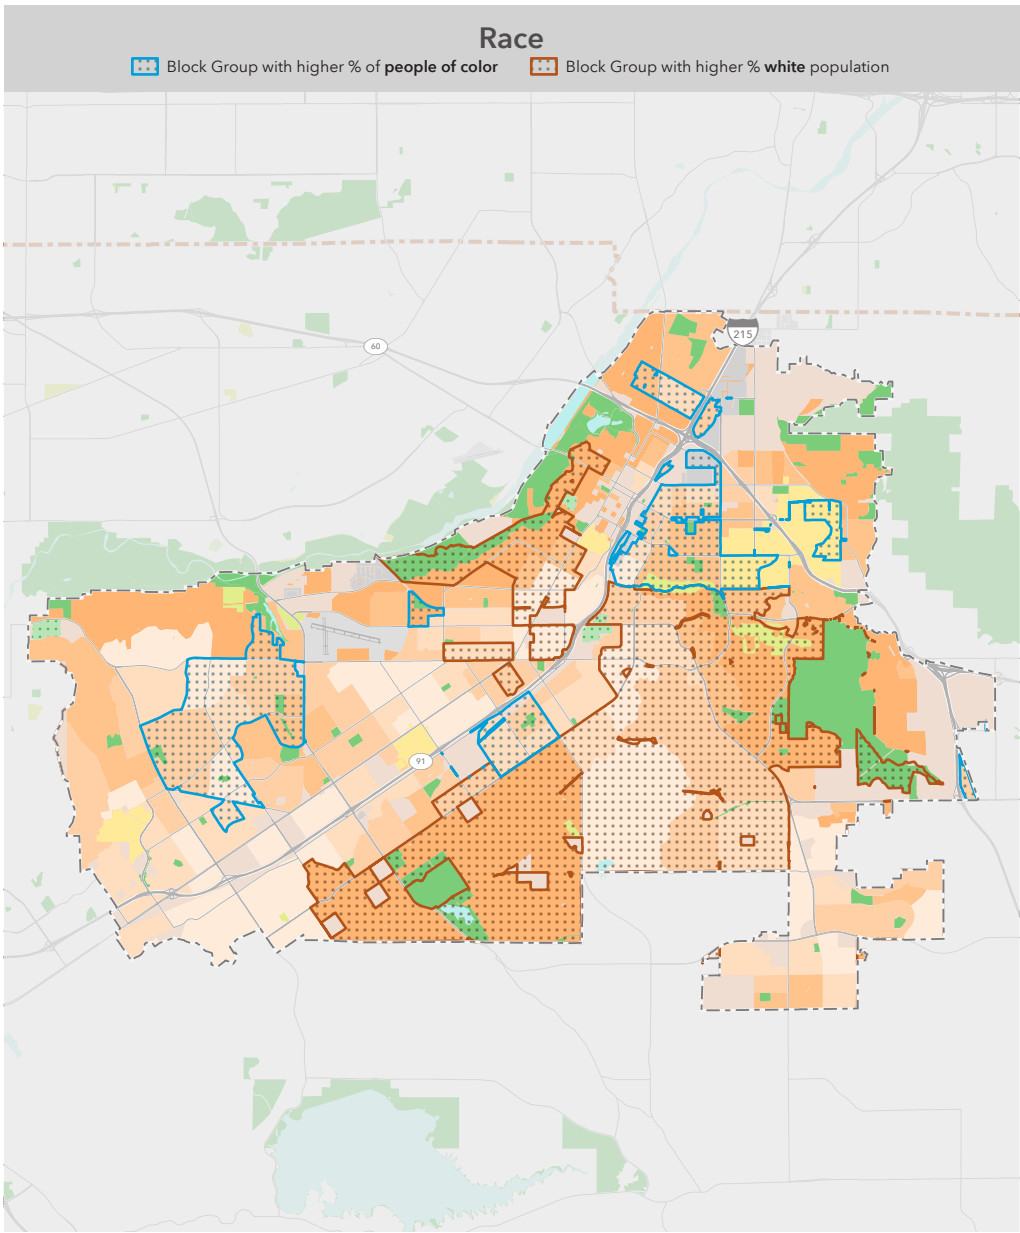 Race
Block Group with higher % of people of color
Block Group with higher % white population
215
60
91